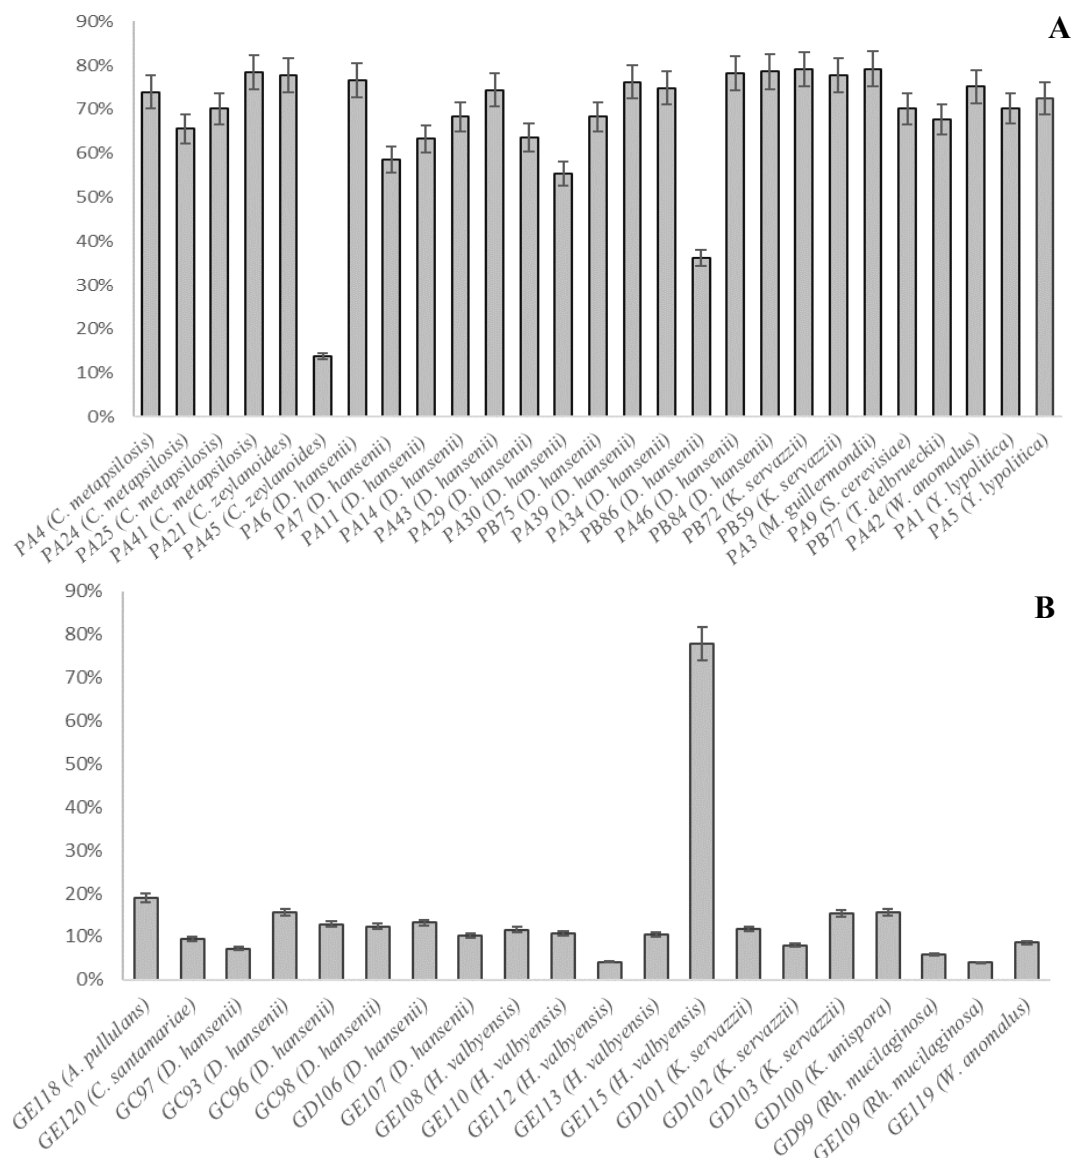 A
90%
80%
70%
60%
50%
40%
30%
20%
10%
0%
PA4 (C. metapsilosis)
PA24 (C. metapsilosis)
PA25 (C. metapsilosis)
PA41 (C. metapsilosis)
PA21 (C. zeylanoides)
PA45 (C. zeylanoides)
PA6 (D. hansenii)
PA7 (D. hansenii)
PA11 (D. hansenii)
PA14 (D. hansenii)
PA43 (D. hansenii)
PA29 (D. hansenii)
PA30 (D. hansenii)
PB75 (D. hansenii)
PA39 (D. hansenii)
PA34 (D. hansenii)
PB86 (D. hansenii)
PA46 (D. hansenii)
PB84 (D. hansenii)
PB72 (K. servazzii)
PB59 (K. servazzii)
PA3 (M. guillermondii)
PA9 (S. cerevisiae)
PB77 (T. delbrueckii)
PA42 (W. anomalus)
PA1 (Y. lypolitica)
PA5 (Y. lypolitica)
B
90%
80%
70%
60%
50%
40%
30%
20%
10%
0%
GE118 (A. pullulans)
GE120 (C. santamariae)
GC97 (D. hansenii)
GC93 (D. hansenii)
GC96 (D. hansenii)
GC98 (D. hansenii)
GD106 (D. hansenii)
GE107 (D. hansenii)
GE108 (H. valbyensis)
GE110 (H. valbyensis)
GE112 (H. valbyensis)
GE113 (H. valbyensis)
GE115 (H. valbyensis)
GD101 (K. servazzii)
GD102 (K. servazzii)
GD103 (K. servazzii)
GD100 (K. unispora)
GD99 (Rh. mucilaginosa)
GE109 (Rh. mucilaginosa)
GE119 (W. anomalus)